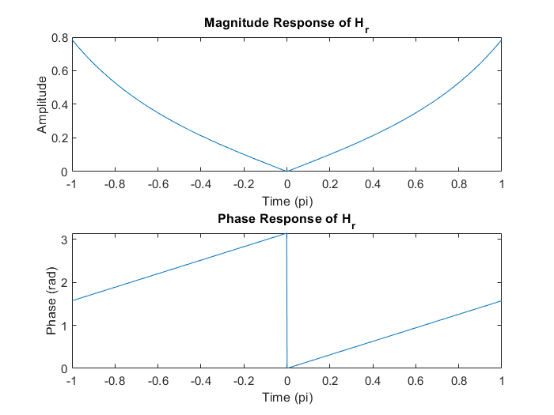 Magnitude Response of H_r
0.8
0.6
0.4
0.2
0
Amplitude
-1 -0.8 -0.6 -0.4 -0.2 0 0.2 0.4 0.6 0.8 1
Time (pi)
Phase Response of H_r
3
2
1
0
Phase (rad)
-1 -0.8 -0.6 -0.4 -0.2 0 0.2 0.4 0.6 0.8 1
Time (pi)